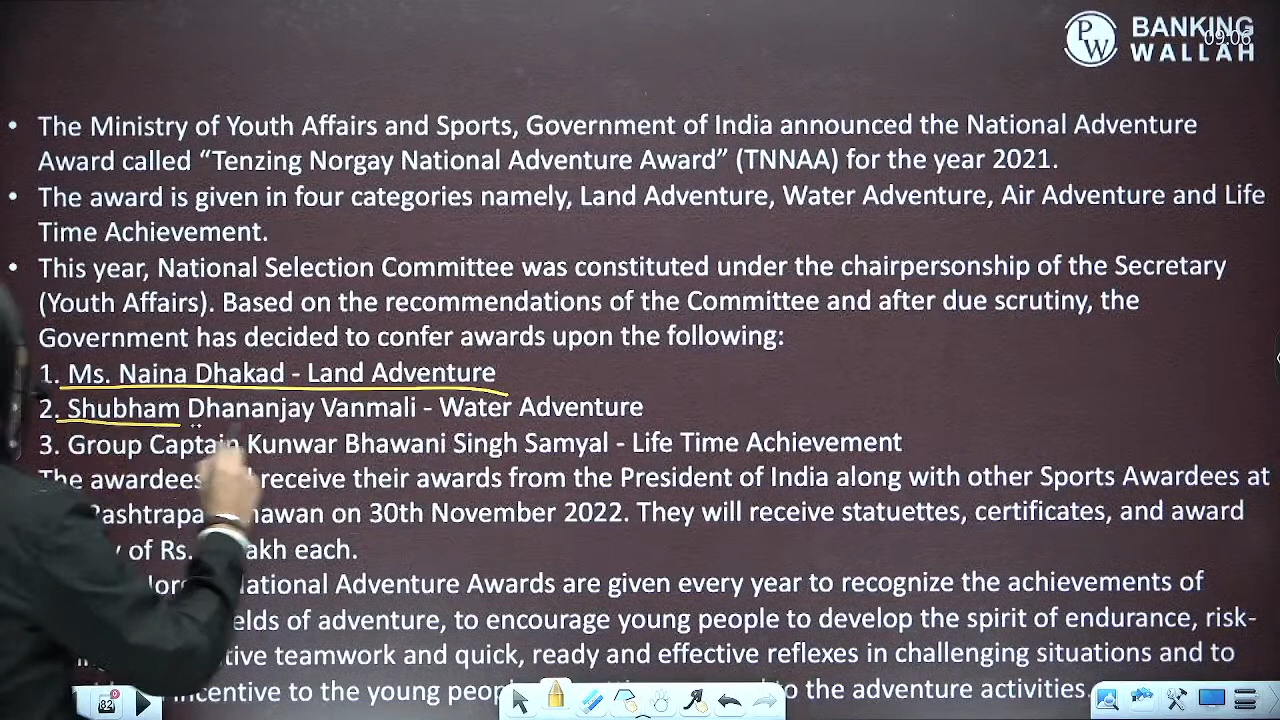 PW BANKING
WALLAH
09:06
• The Ministry of Youth Affairs and Sports, Government of India announced the National Adventure
Award called “Tenzing Norgay National Adventure Award” (TNNAA) for the year 2021.
• The award is given in four categories namely, Land Adventure, Water Adventure, Air Adventure and Life
Time Achievement.
• This year, National Selection Committee was constituted under the chairpersonship of the Secretary
(Youth Affairs). Based on the recommendations of the Committee and after due scrutiny, the
Government has decided to confer awards upon the following:
1. Ms. Naina Dhakad - Land Adventure
2. Shubham Dhananjay Vanmali - Water Adventure
3. Group Captain Kunwar Bhawani Singh Samyal - Life Time Achievement
The awardees receive their awards from the President of India along with other Sports Awardees at
on 30th November 2022. They will receive statuettes, certificates, and award
of Rs. each.
National Adventure Awards are given every year to recognize the achievements of
of adventure, to encourage young people to develop the spirit of endurance, risk-
teamwork and quick, ready and effective reflexes in challenging situations and to
incentive to the young to the adventure activities.
82